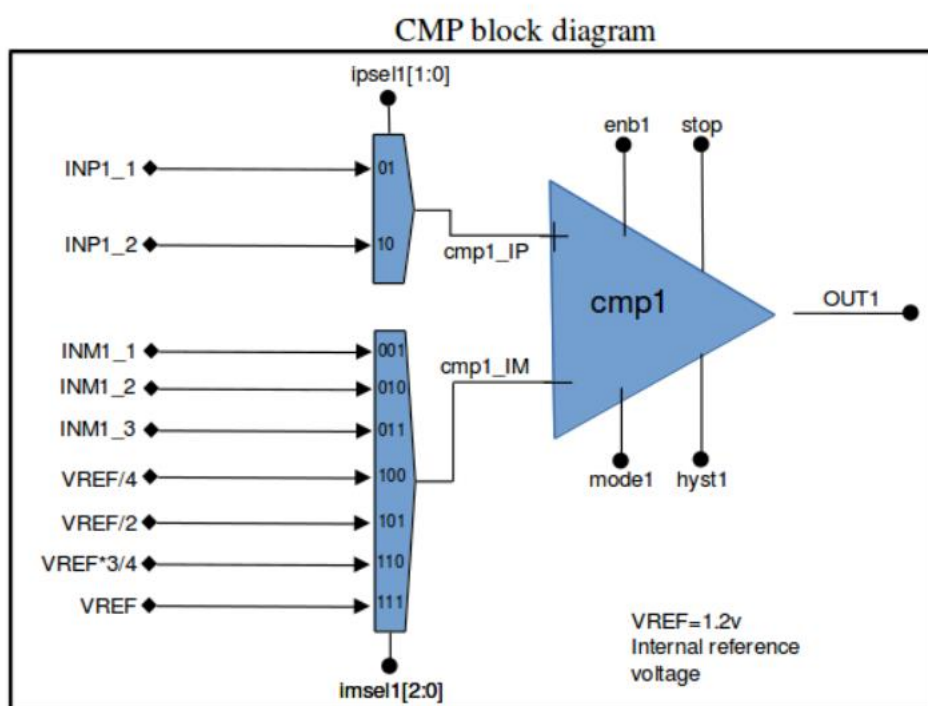 CMP block diagram
ipsel1[1:0]
enb1
stop
INP1_1
01
INP1_2
10
cmp1_IP
cmp1
OUT1
INM1_1
001
cmp1_IM
INM1_2
010
INM1_3
011
VREF/4
100
mode1
hyst1
VREF/2
101
VREF*3/4
110
VREF
111
VREF=1.2v
Internal reference
voltage
imsel1[2:0]